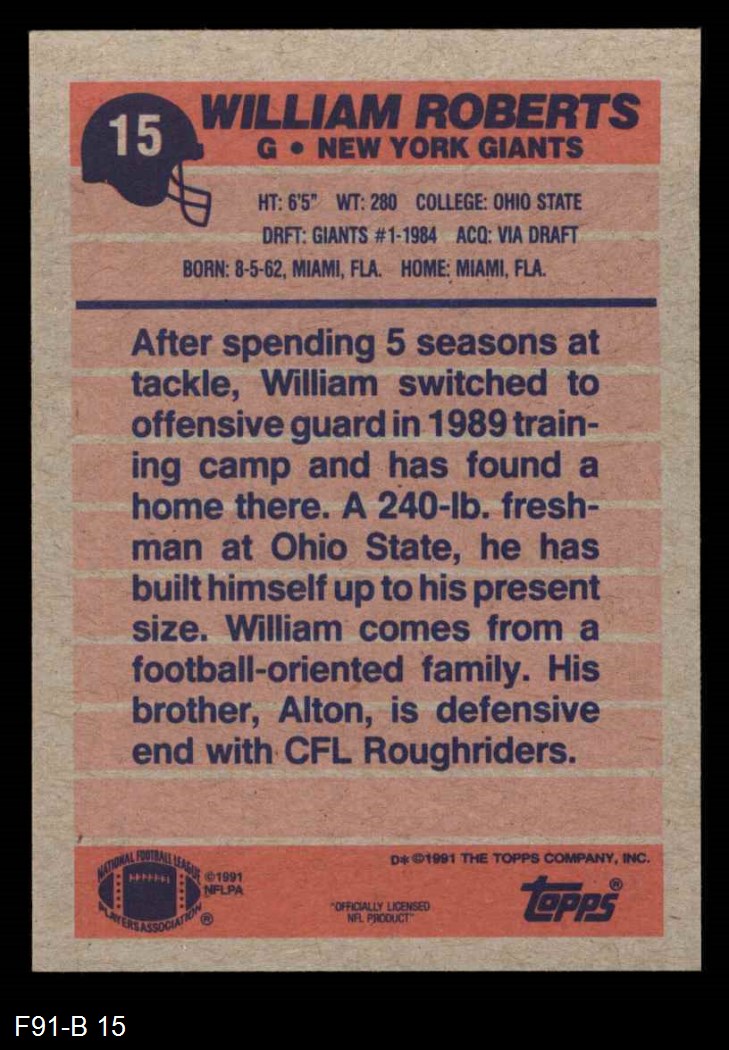 15
WILLIAM ROBERTS
G • NEW YORK GIANTS
HT: 6'5" WT: 280 COLLEGE: OHIO STATE
DRFT: GIANTS #1-1984 ACQ: VIA DRAFT
BORN: 8-5-62, MIAMI, FLA. HOME: MIAMI, FLA.
After spending 5 seasons at
tackle, William switched to
offensive guard in 1989 train-
ing camp and has found a
home there. A 240-lb. fresh-
man at Ohio State, he has
built himself up to his present
size. William comes from a
football-oriented family. His
brother, Alton, is defensive
end with CFL Roughriders.
NATIONAL FOOTBALL LEAGUE
PLAYERS ASSOCIATION ®
©1991
NFLPA
D* ©1991 THE TOPPS COMPANY, INC.
"OFFICIALLY LICENSED
NFL PRODUCT"
topps®
F91-B 15